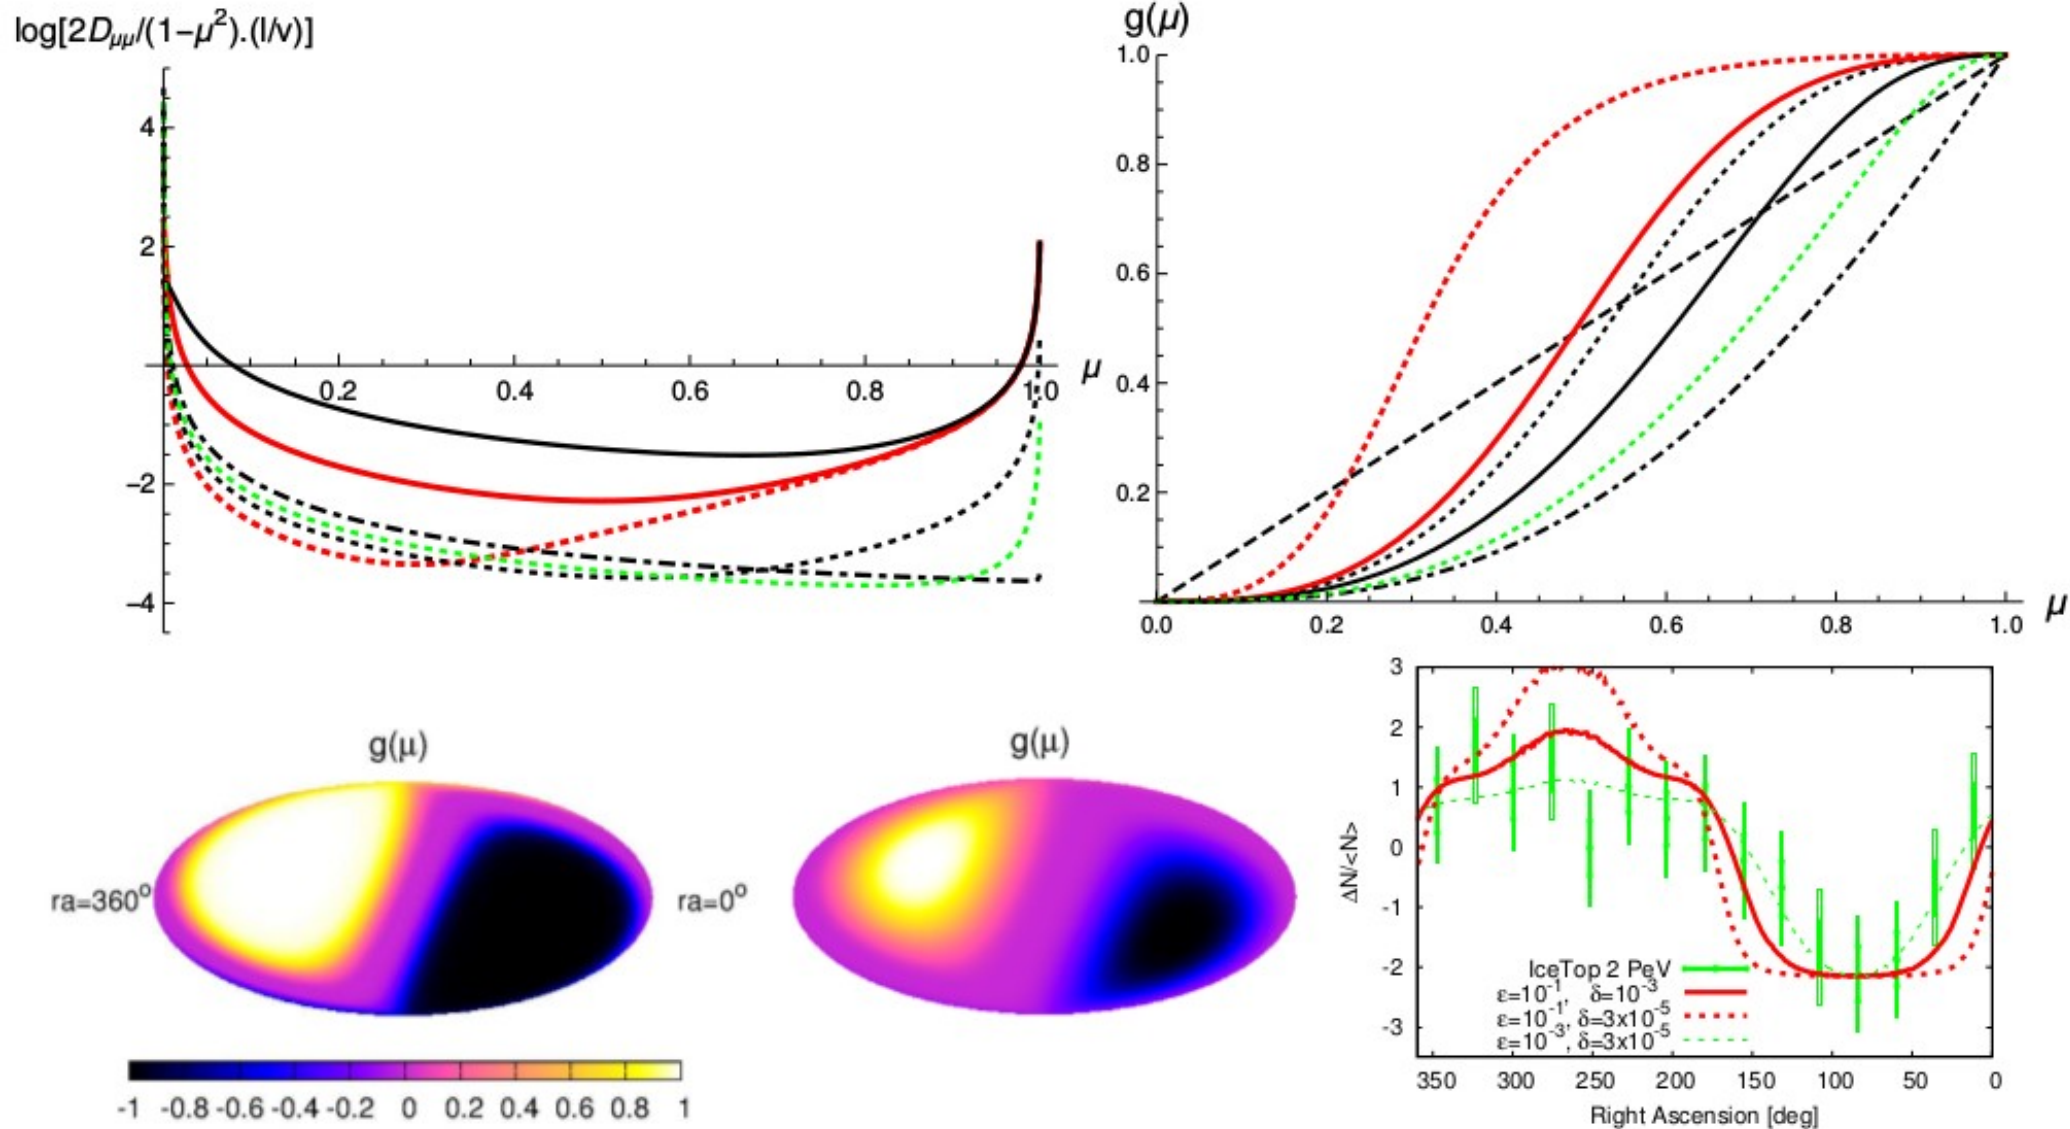 log[2Dμμ/(1−μ²).(l/v)]
4
2
−2
−4
0.2 0.4 0.6 0.8 1.0
μ
g(μ)
1.0
0.8
0.6
0.4
0.2
0.0 0.2 0.4 0.6 0.8 1.0
μ
g(μ)
ra=360º
ra=0º
-1 -0.8 -0.6 -0.4 -0.2 0 0.2 0.4 0.6 0.8 1
g(μ)
3
2
1
0
-1
-2
-3
ΔN/<N>
IceTop 2 PeV
ε=10⁻¹, δ=10⁻³
ε=10⁻¹, δ=3x10⁻⁵
ε=10⁻³, δ=3x10⁻⁵
350 300 250 200 150 100 50 0
Right Ascension [deg]